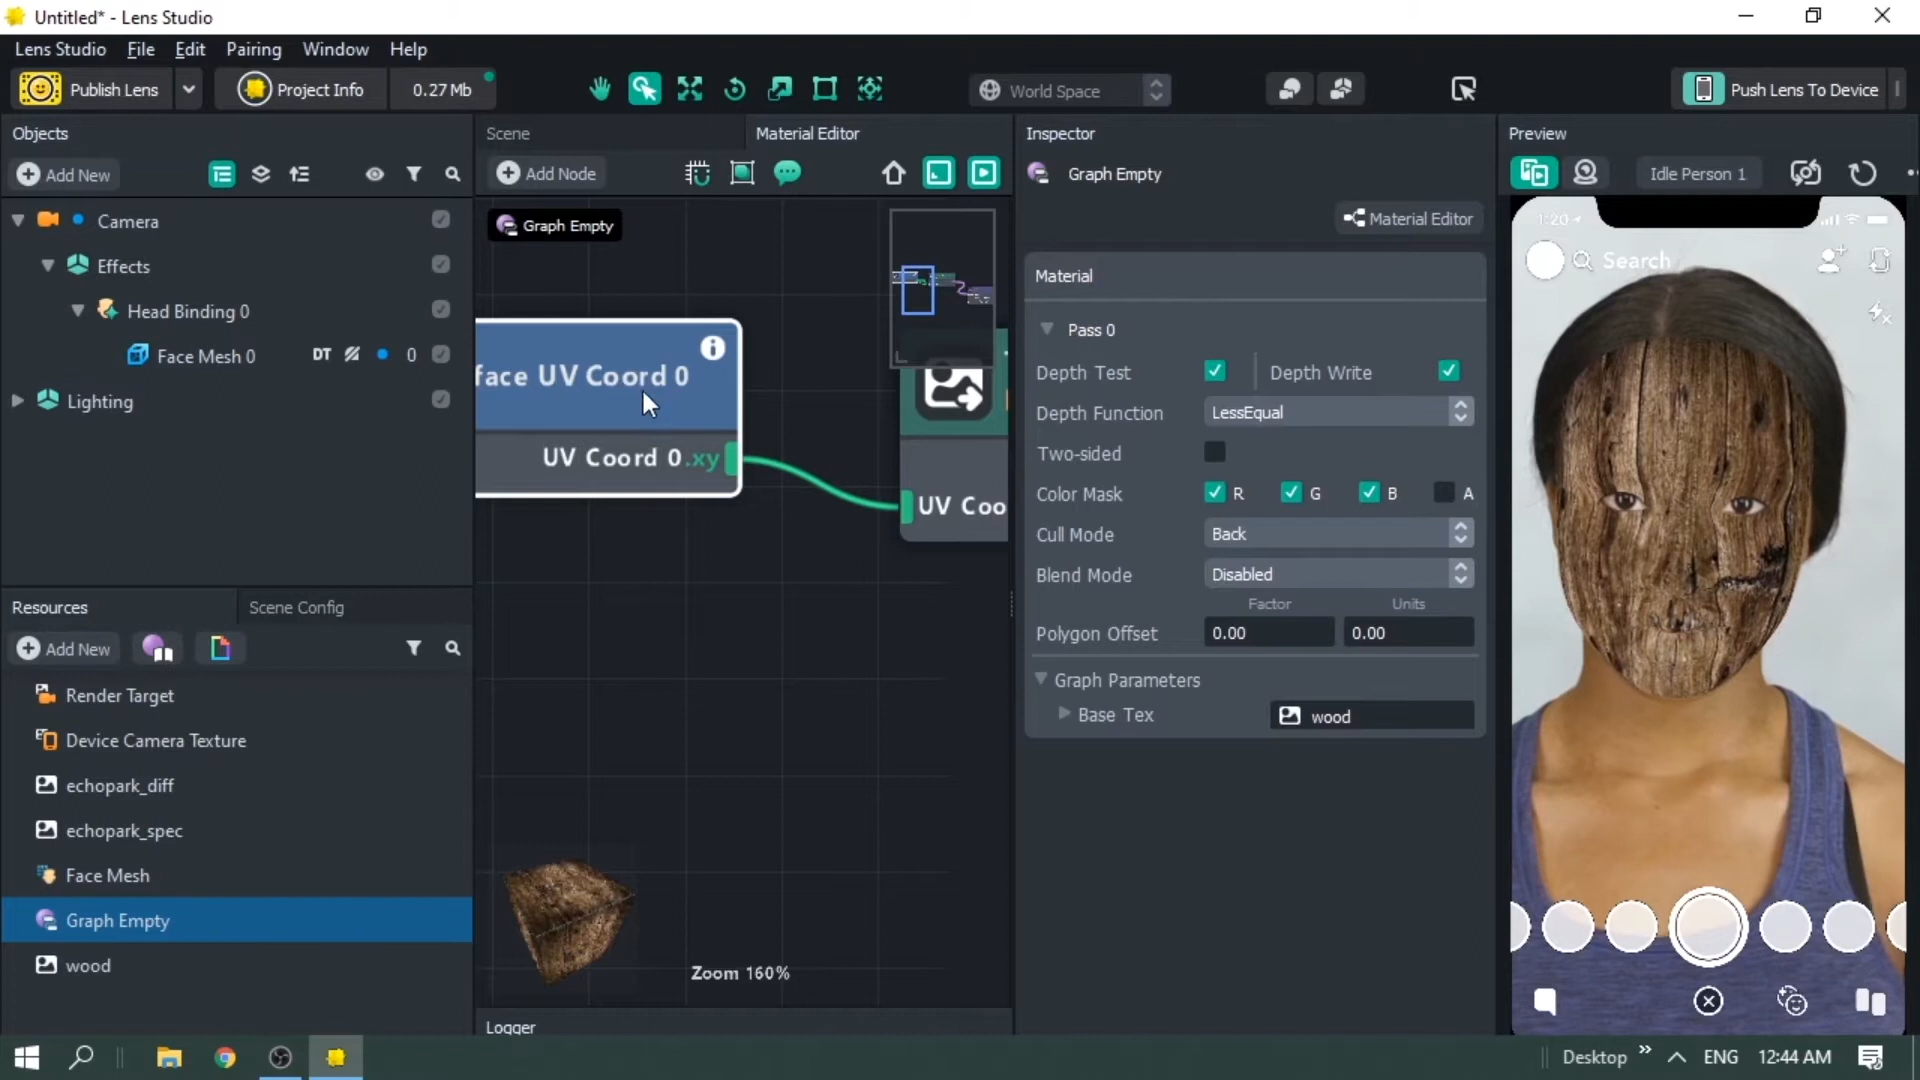 Untitled* - Lens Studio
Lens Studio File Edit Pairing Window Help
Publish Lens Project Info 0.27 Mb World Space Push Lens To Device
Objects
Add New
Camera
Effects
Head Binding 0
Face Mesh 0 DT 0
Lighting
Resources Scene Config
Add New
Render Target
Device Camera Texture
echopark_diff
echopark_spec
Face Mesh
Graph Empty
wood
Scene Material Editor
Add Node
Graph Empty
face UV Coord 0
UV Coord 0.xy
UV Coo
Zoom 160%
Logger
Inspector
Graph Empty
Material Editor
Material
Pass 0
Depth Test Depth Write
Depth Function LessEqual
Two-sided
Color Mask R G B A
Cull Mode Back
Blend Mode Disabled
Factor Units
Polygon Offset 0.00 0.00
Graph Parameters
Base Tex wood
Preview
Idle Person 1
1:20
Search
Desktop ENG 12:44 AM